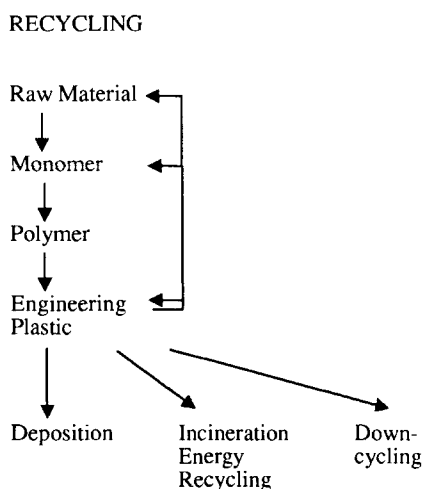 RECYCLING
Raw Material
Monomer
Polymer
Engineering
Plastic
Deposition
Incineration
Energy
Recycling
Down-
cycling